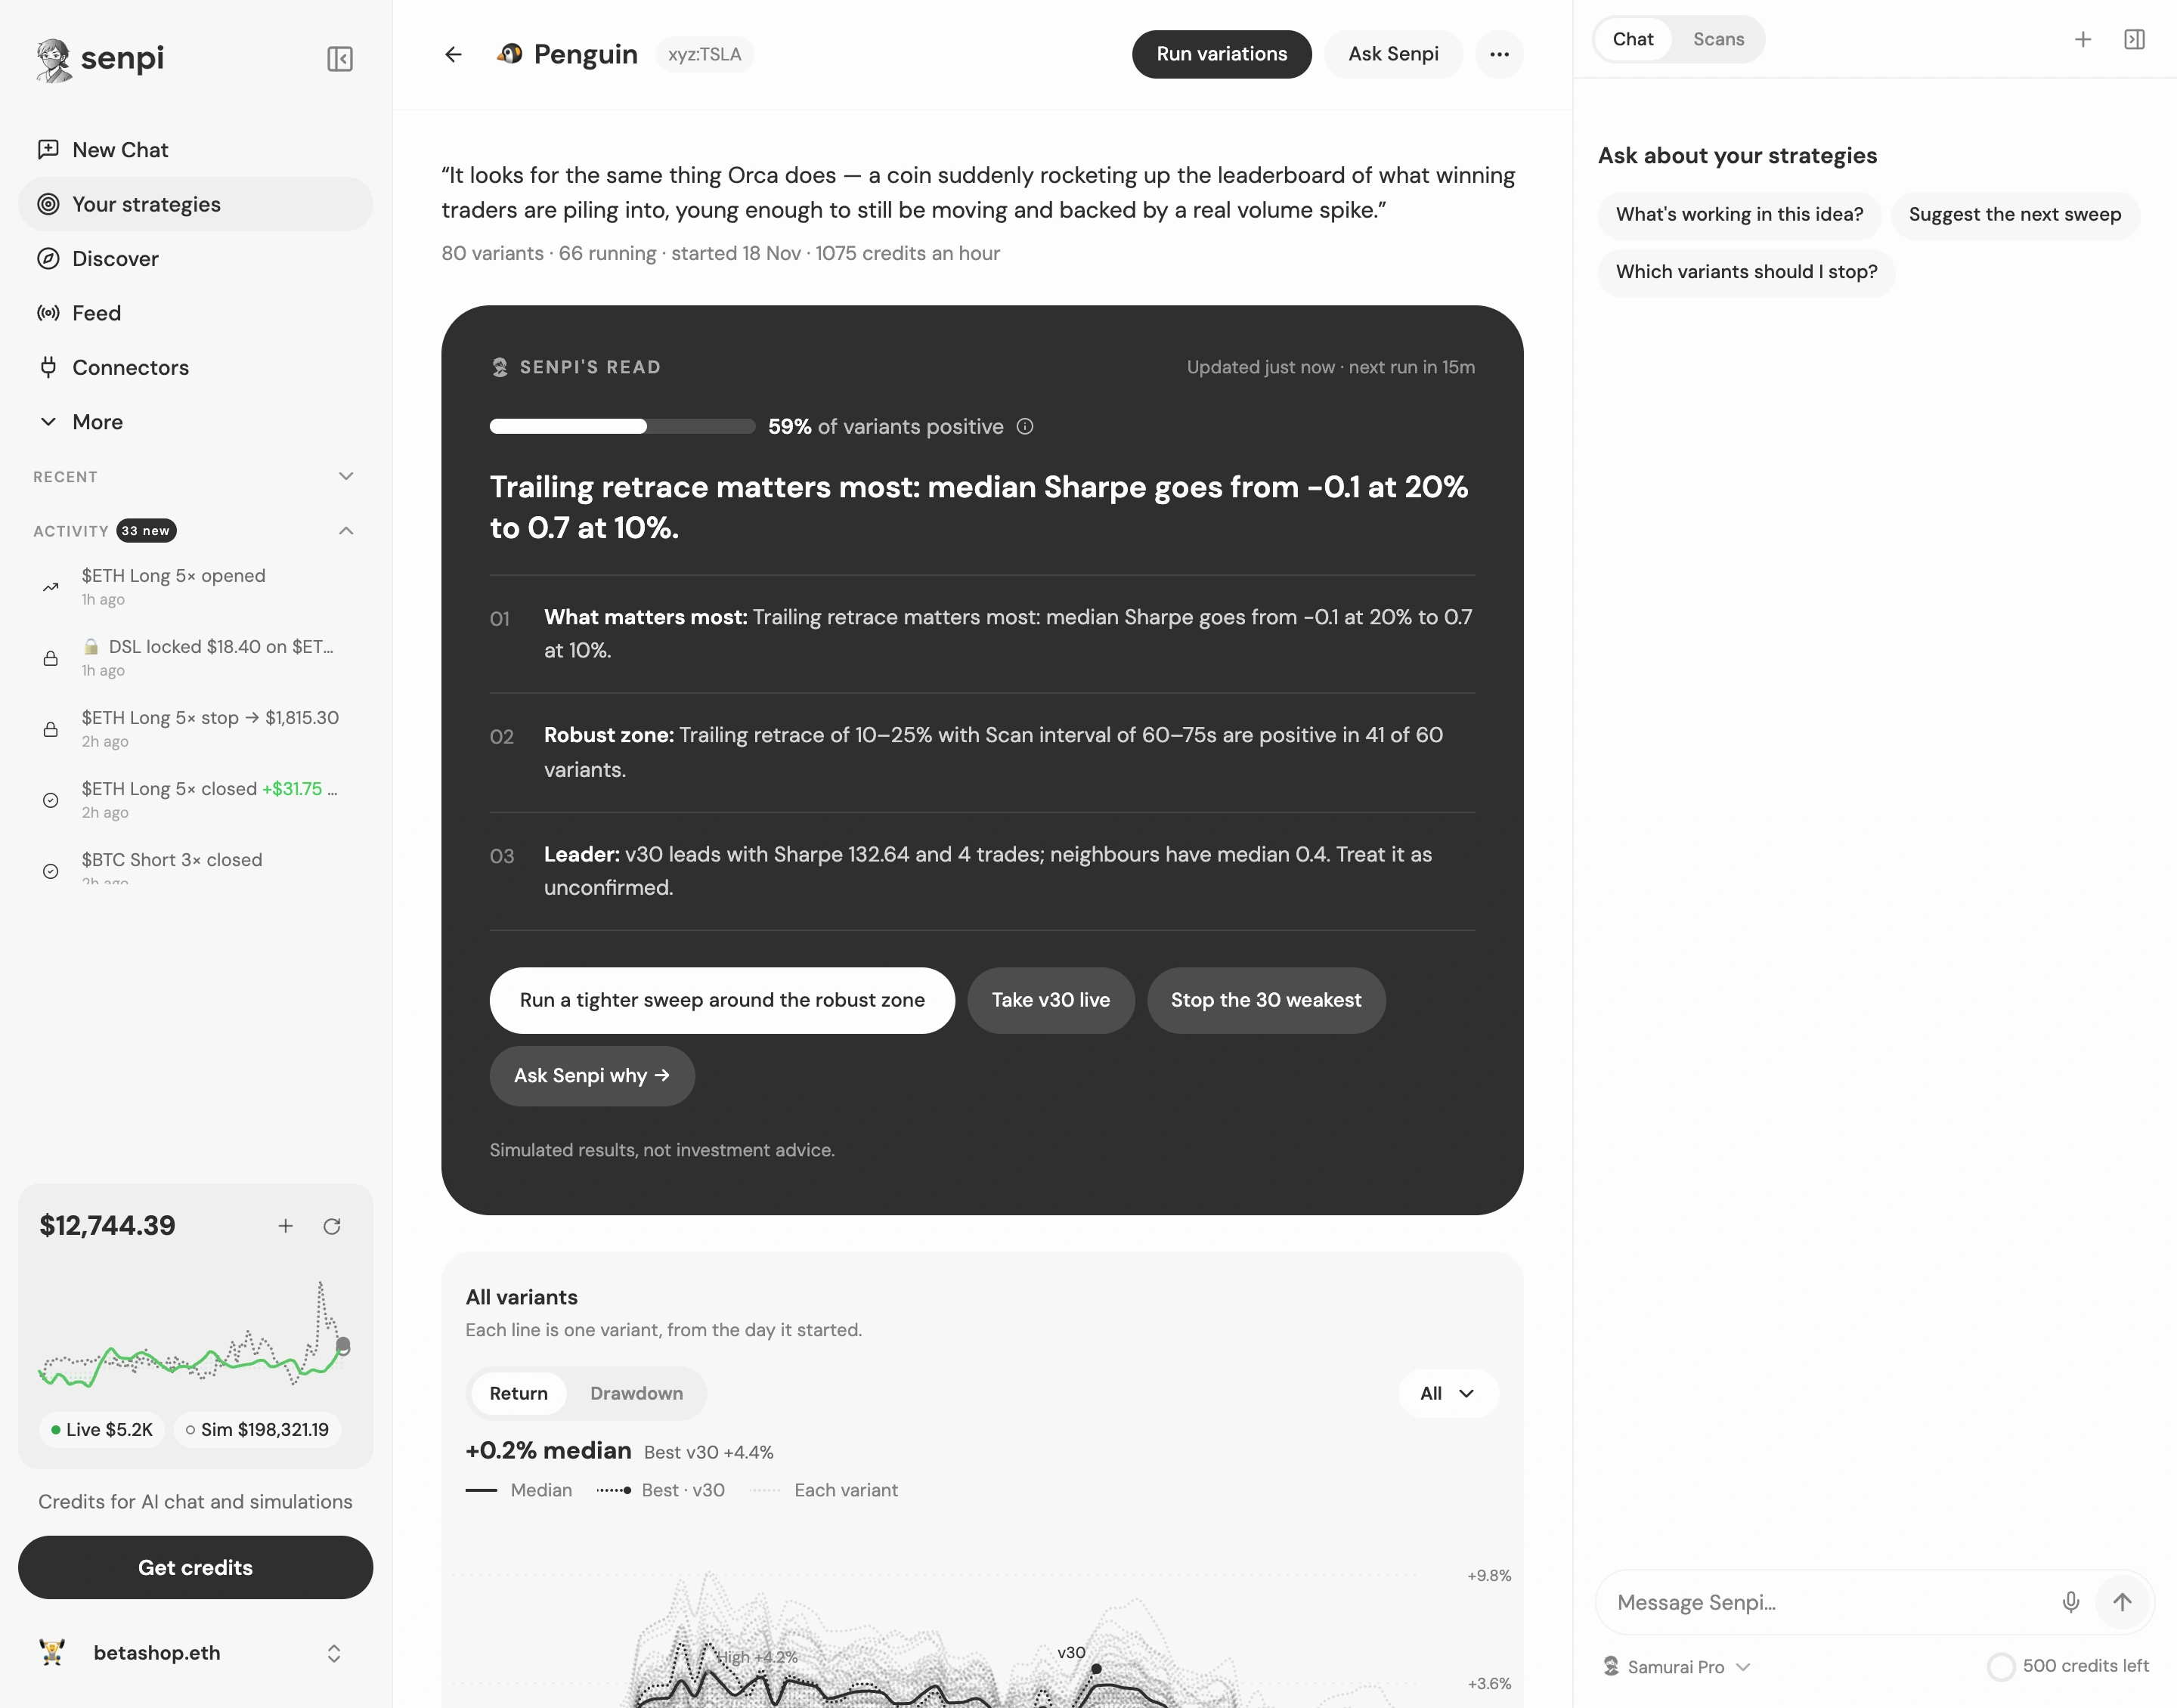 senpi
New Chat
Your strategies
Discover
Feed
Connectors
More
RECENT
ACTIVITY 33 new
$ETH Long 5× opened
1h ago
DSL locked $18.40 on $ET...
1h ago
$ETH Long 5× stop → $1,815.30
2h ago
$ETH Long 5× closed +$31.75 ...
2h ago
$BTC Short 3× closed
2h ago
$12,744.39
Live $5.2K
Sim $198,321.19
Credits for AI chat and simulations
Get credits
betashop.eth
Penguin
xyz:TSLA
Run variations
Ask Senpi
“It looks for the same thing Orca does — a coin suddenly rocketing up the leaderboard of what winning
traders are piling into, young enough to still be moving and backed by a real volume spike.”
80 variants · 66 running · started 18 Nov · 1075 credits an hour
SENPI'S READ
Updated just now · next run in 15m
59% of variants positive
Trailing retrace matters most: median Sharpe goes from −0.1 at 20%
to 0.7 at 10%.
01 What matters most: Trailing retrace matters most: median Sharpe goes from −0.1 at 20% to 0.7
at 10%.
02 Robust zone: Trailing retrace of 10–25% with Scan interval of 60–75s are positive in 41 of 60
variants.
03 Leader: v30 leads with Sharpe 132.64 and 4 trades; neighbours have median 0.4. Treat it as
unconfirmed.
Run a tighter sweep around the robust zone
Take v30 live
Stop the 30 weakest
Ask Senpi why →
Simulated results, not investment advice.
All variants
Each line is one variant, from the day it started.
Return
Drawdown
All
+0.2% median Best v30 +4.4%
Median
Best · v30
Each variant
+9.8%
High +4.2%
v30
+3.6%
Chat
Scans
Ask about your strategies
What's working in this idea?
Suggest the next sweep
Which variants should I stop?
Message Senpi...
Samurai Pro
500 credits left